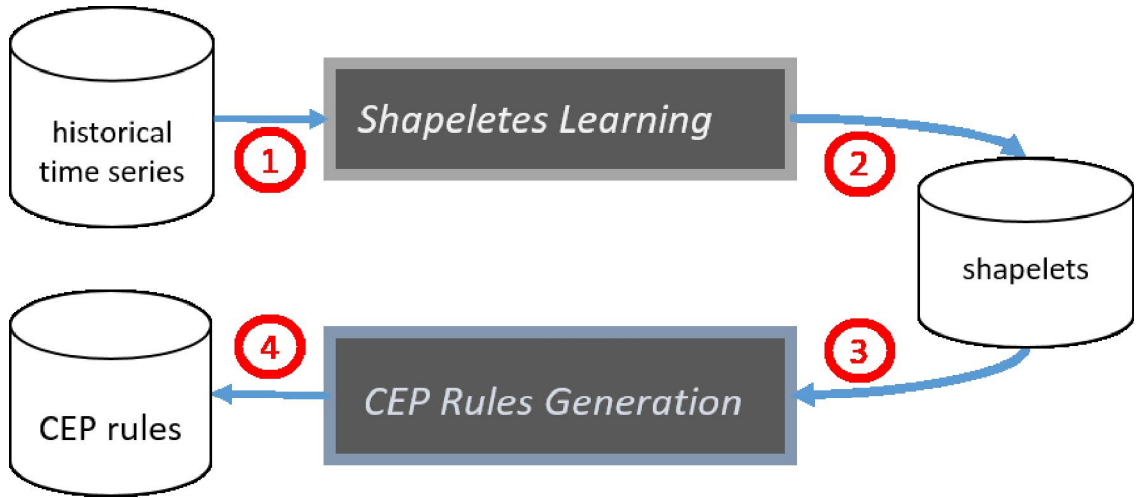 historical
time series
1
Shapeletes Learning
2
shapelets
3
CEP Rules Generation
4
CEP rules